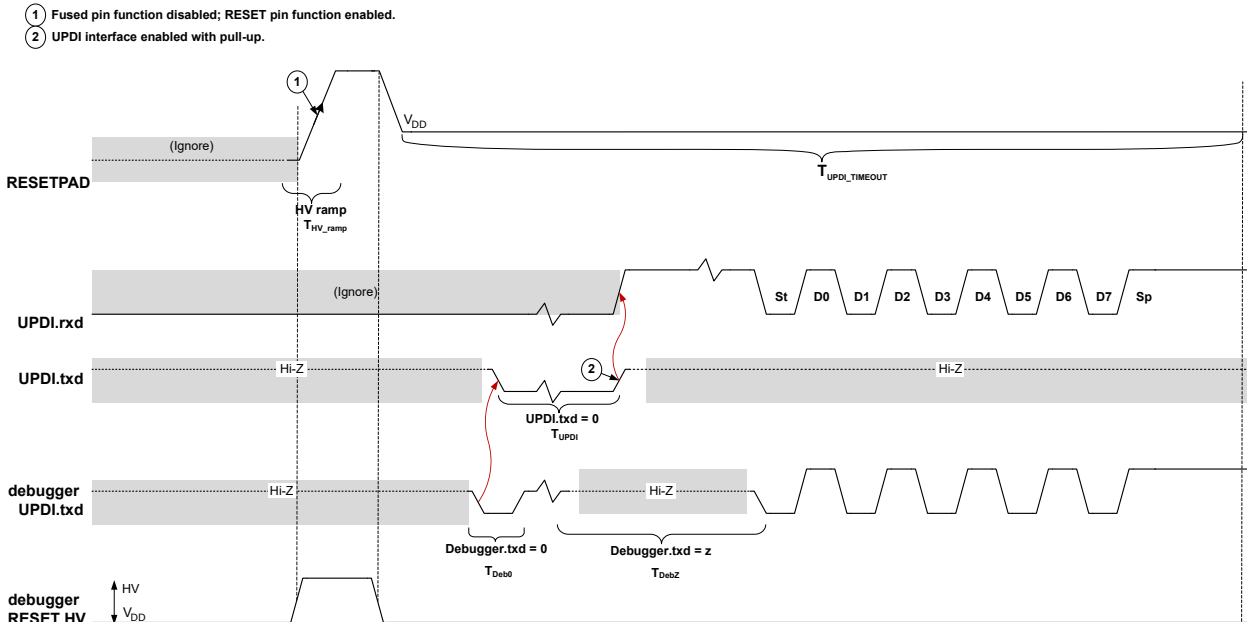 1 Fused pin function disabled; RESET pin function enabled.
2 UPDI interface enabled with pull-up.
1
VDD
(Ignore)
TUPDI_TIMEOUT
RESETPAD
HV ramp
THV_ramp
(Ignore)
St D0 D1 D2 D3 D4 D5 D6 D7 Sp
UPDI.rxd
Hi-Z 2 Hi-Z
UPDI.txd
UPDI.txd = 0
TUPDI
debugger Hi-Z Hi-Z
UPDI.txd
Debugger.txd = 0 Debugger.txd = z
TDeb0 TDebZ
HV
debugger
VDD
RESET HV